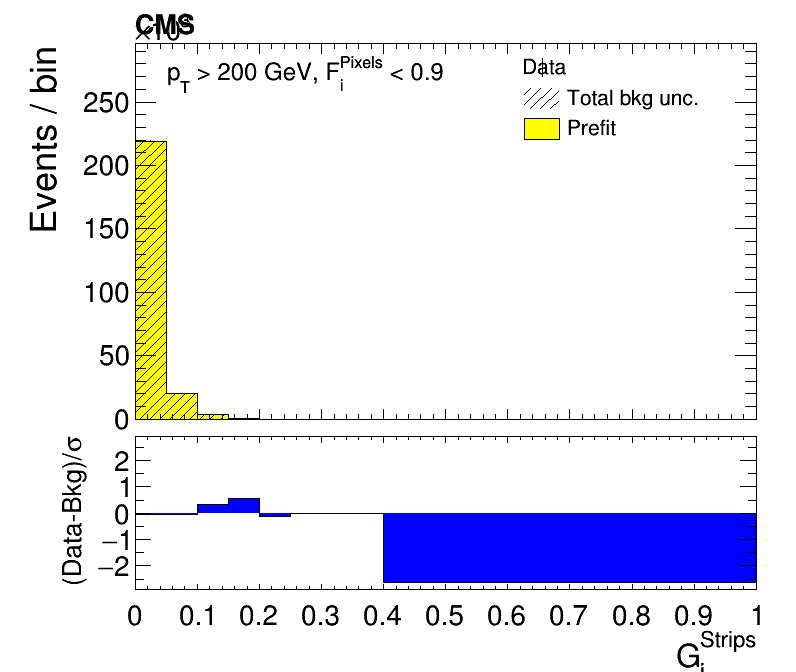 CMS
×10³
p_T > 200 GeV, F_i^Pixels < 0.9
Data
Total bkg unc.
Prefit
Events / bin
250
200
150
100
50
0
(Data-Bkg)/σ
2
1
0
−1
−2
0 0.1 0.2 0.3 0.4 0.5 0.6 0.7 0.8 0.9 1
G_i^Strips